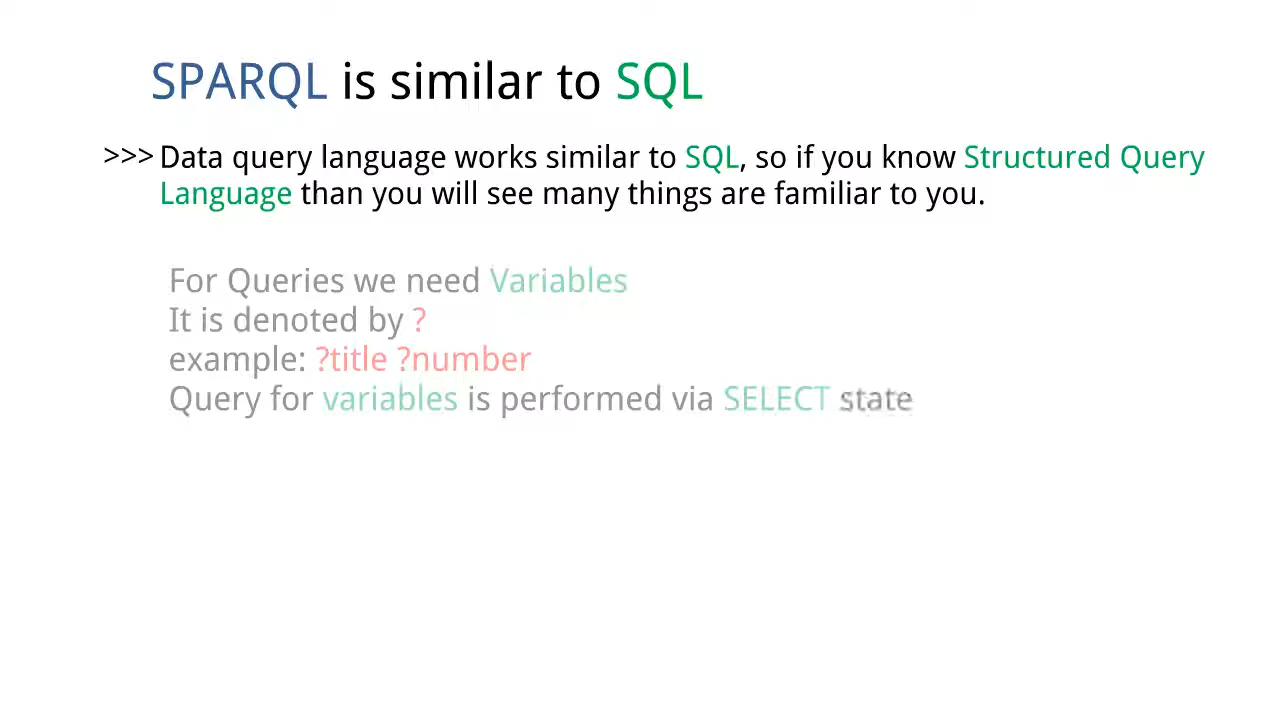 SPARQL is similar to SQL
>>> Data query language works similar to SQL, so if you know Structured Query
Language than you will see many things are familiar to you.
For Queries we need Variables
It is denoted by ?
example: ?title ?number
Query for variables is performed via SELECT state